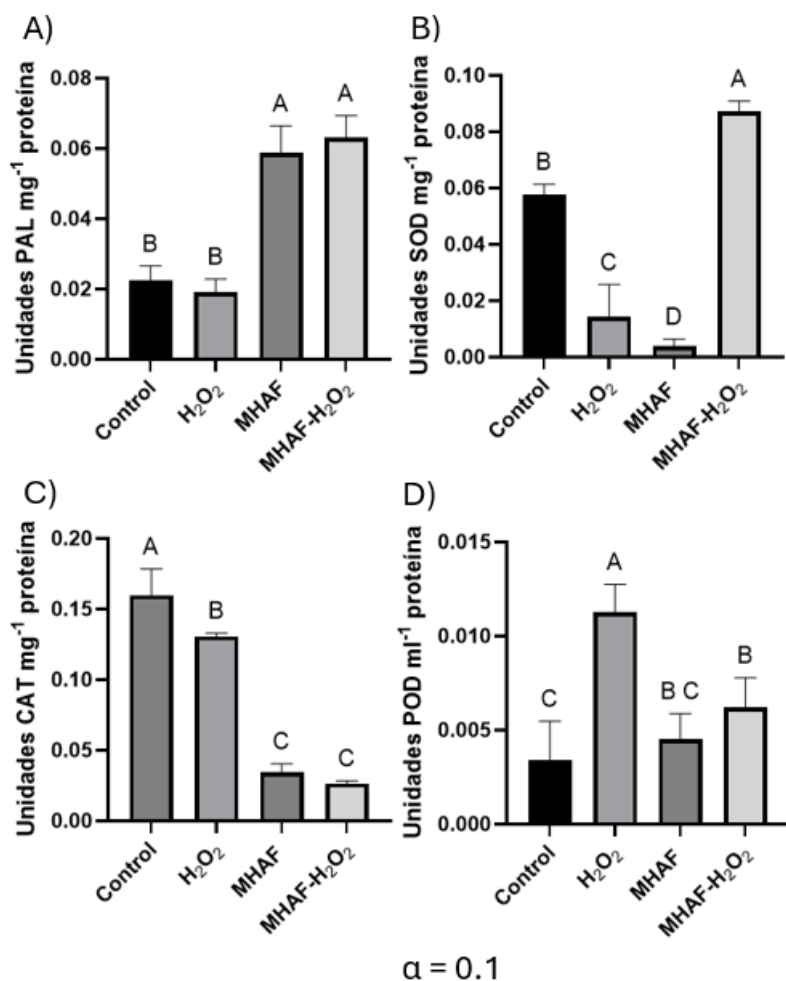 A)
Unidades PAL mg⁻¹ proteína
0.08
0.06
0.04
0.02
0.00
B
B
A
A
Control
H₂O₂
MHAF
MHAF-H₂O₂
B)
Unidades SOD mg⁻¹ proteína
0.10
0.08
0.06
0.04
0.02
0.00
B
C
D
A
Control
H₂O₂
MHAF
MHAF-H₂O₂
C)
Unidades CAT mg⁻¹ proteína
0.20
0.15
0.10
0.05
0.00
A
B
C
C
Control
H₂O₂
MHAF
MHAF-H₂O₂
D)
Unidades POD ml⁻¹ proteína
0.015
0.010
0.005
0.000
C
A
B C
B
Control
H₂O₂
MHAF
MHAF-H₂O₂
α = 0.1